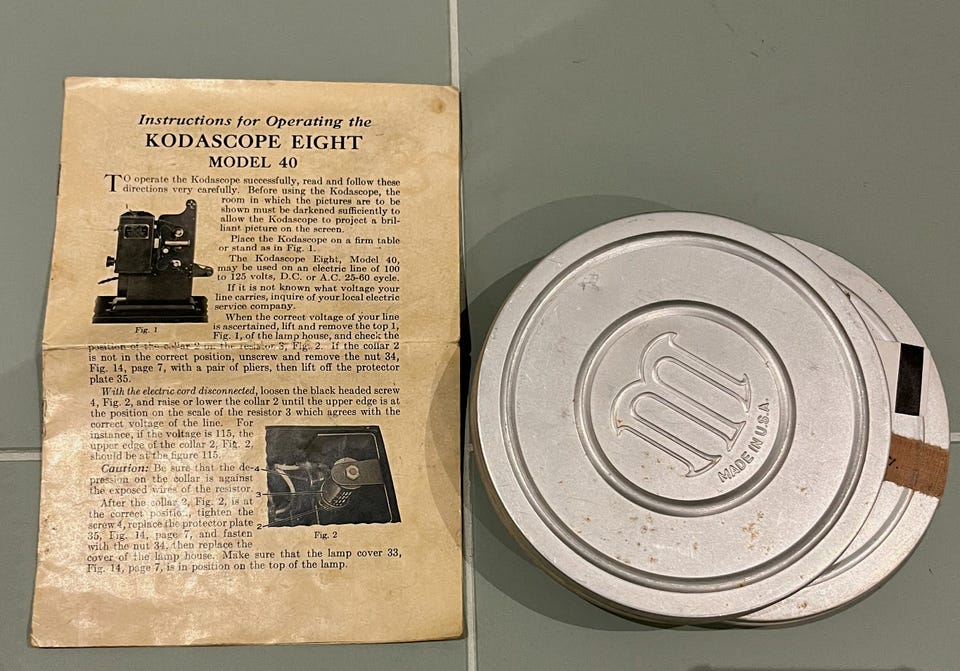 Instructions for Operating the
KODASCOPE EIGHT
MODEL 40
TO operate the Kodascope successfully, read and follow these
directions very carefully. Before using the Kodascope, the
room in which the pictures are to be
shown must be darkened sufficiently to
allow the Kodascope to project a bril-
liant picture on the screen.
Place the Kodascope on a firm table
or stand as in Fig. 1.
The Kodascope Eight, Model 40,
may be used on an electric line of 100
to 125 volts, D.C. or A.C. 25-60 cycle.
If it is not known what voltage your
line carries, inquire of your local electric
service company.
When the correct voltage of your line
is ascertained, lift and remove the top 1,
Fig. 1, of the lamp house, and check the
Fig. 1
position of the collar 2 on the resistor 3, Fig. 2. If the collar 2
is not in the correct position, unscrew and remove the nut 34,
Fig. 14, page 7, with a pair of pliers, then lift off the protector
plate 35.
With the electric cord disconnected, loosen the black headed screw
4, Fig. 2, and raise or lower the collar 2 until the upper edge is at
the position on the scale of the resistor 3 which agrees with the
correct voltage of the line. For
instance, if the voltage is 115, the
upper edge of the collar 2, Fig. 2,
should be at the figure 115.
Caution: Be sure that the de-
pression on the collar is against
the exposed wires of the resistor.
After the collar 2, Fig. 2, is at
the correct position, tighten the
screw 4, replace the protector plate
35, Fig. 14, page 7, and fasten
with the nut 34, then replace the
cover of the lamp house. Make sure that the lamp cover 33,
Fig. 14, page 7, is in position on the top of the lamp.
4
3
2
Fig. 2
m
MADE IN U.S.A.